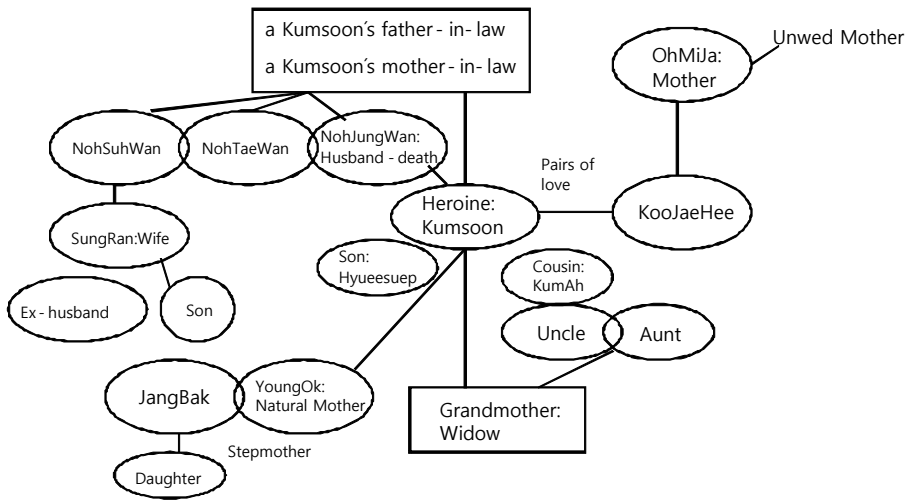 a Kumsoon's father - in- law
a Kumsoon's mother - in- law
OhMiJa:
Mother
Unwed Mother
NohSuhWan
NohTaeWan
NohJungWan:
Husband - death
Pairs of
love
Heroine:
Kumsoon
KooJaeHee
SungRan:Wife
Son:
Hyueesuep
Cousin:
KumAh
Ex - husband
Son
Uncle
Aunt
JangBak
YoungOk:
Natural Mother
Grandmother:
Widow
Stepmother
Daughter